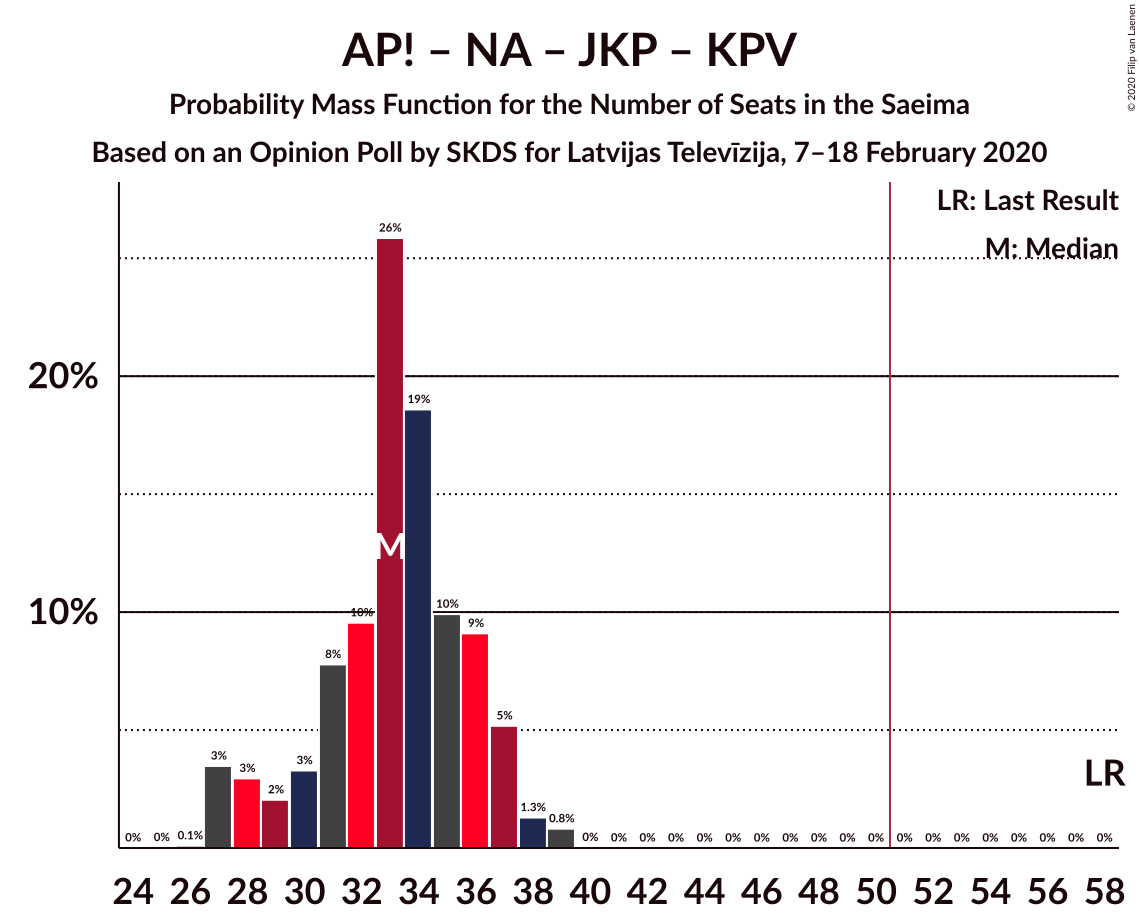 AP! – NA – JKP – KPV
Probability Mass Function for the Number of Seats in the Saeima
Based on an Opinion Poll by SKDS for Latvijas Televīzija, 7–18 February 2020
© 2020 Filip van Laenen
LR: Last Result
M: Median
20%
10%
LR
M
0% 0% 0.1% 3% 3% 2% 3% 8% 10% 26% 19% 10% 9% 5% 1.3% 0.8% 0% 0% 0% 0% 0% 0% 0% 0% 0% 0% 0% 0% 0% 0% 0% 0% 0% 0% 0%
24 26 28 30 32 34 36 38 40 42 44 46 48 50 52 54 56 58